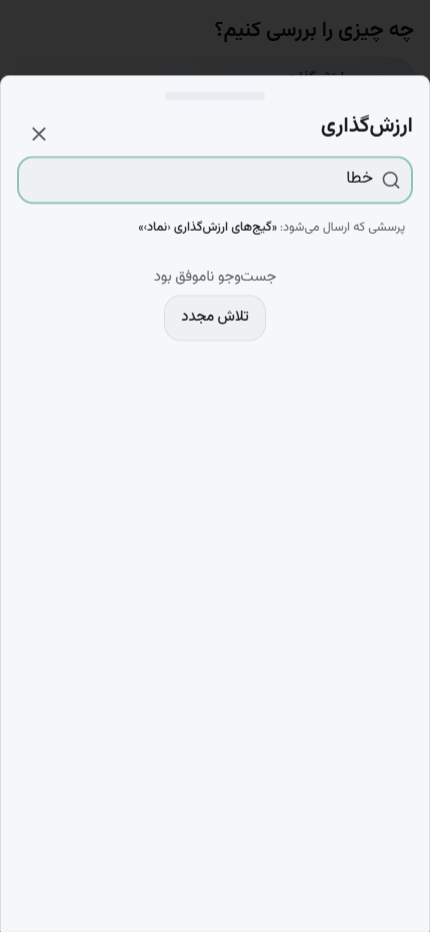 چه چیزی را بررسی کنیم؟
ارزش‌گذاری
خطا
پرسشی که ارسال می‌شود: «گیج‌های ارزش‌گذاری ‹نماد›»
جست‌وجو ناموفق بود
تلاش مجدد